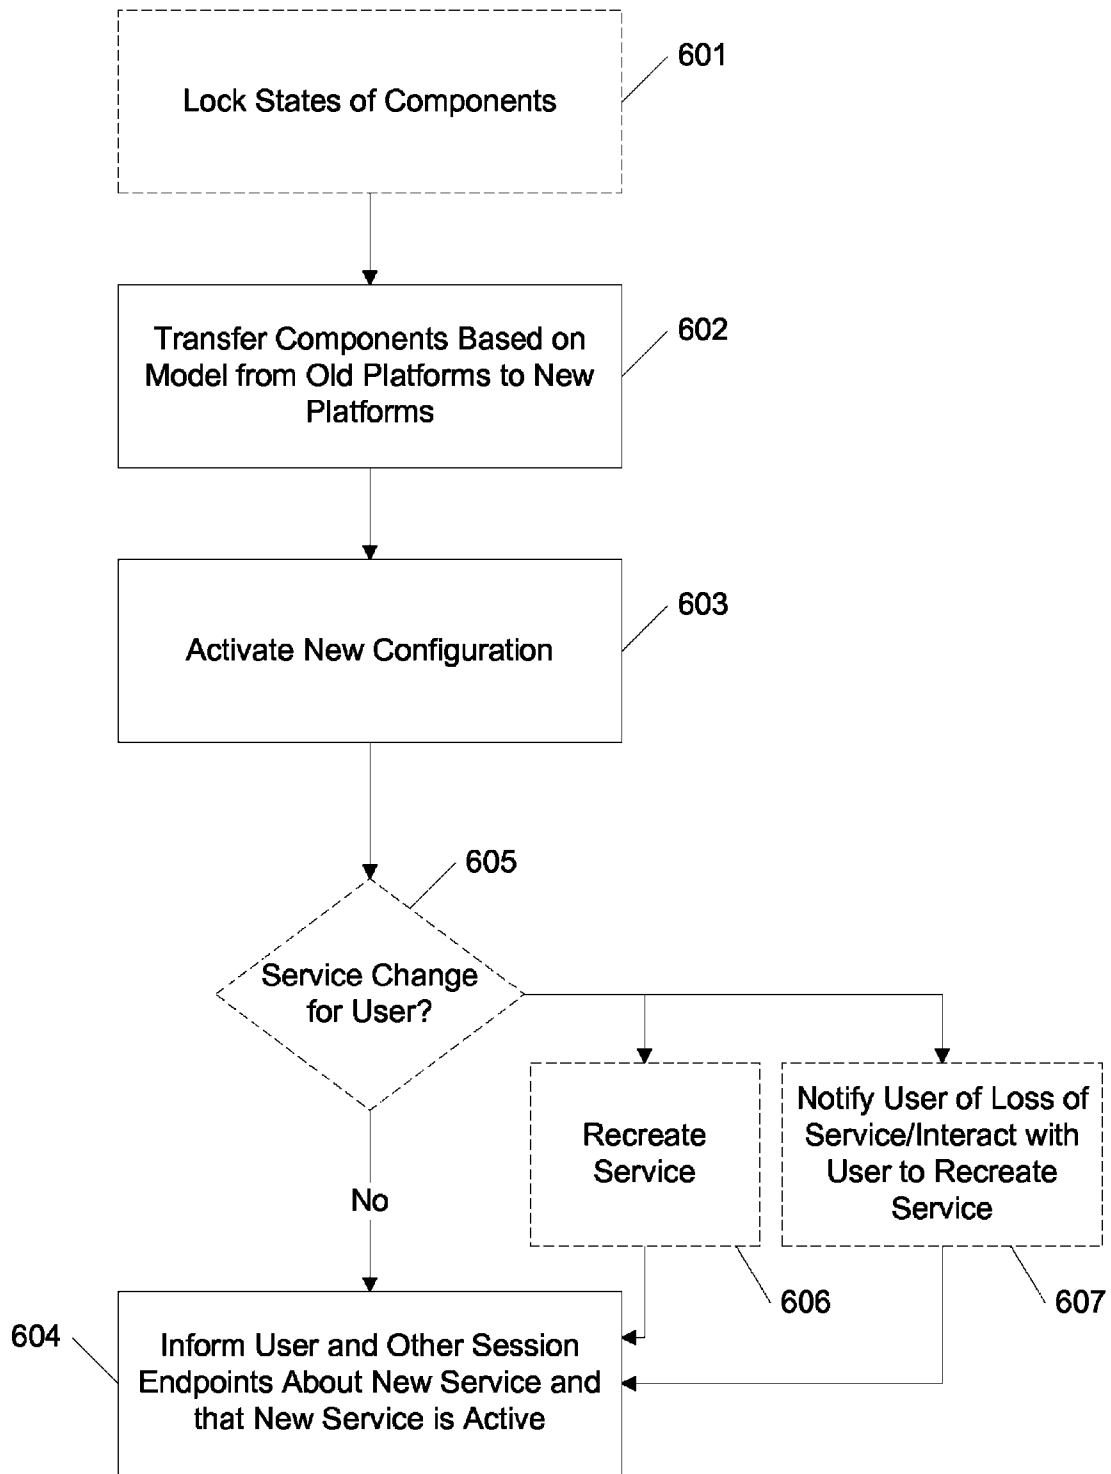 601
Lock States of Components
602
Transfer Components Based on
Model from Old Platforms to New
Platforms
603
Activate New Configuration
605
Service Change
for User?
Notify User of Loss of
Service/Interact with
User to Recreate
Service
Recreate
Service
No
606
607
604
Inform User and Other Session
Endpoints About New Service and
that New Service is Active